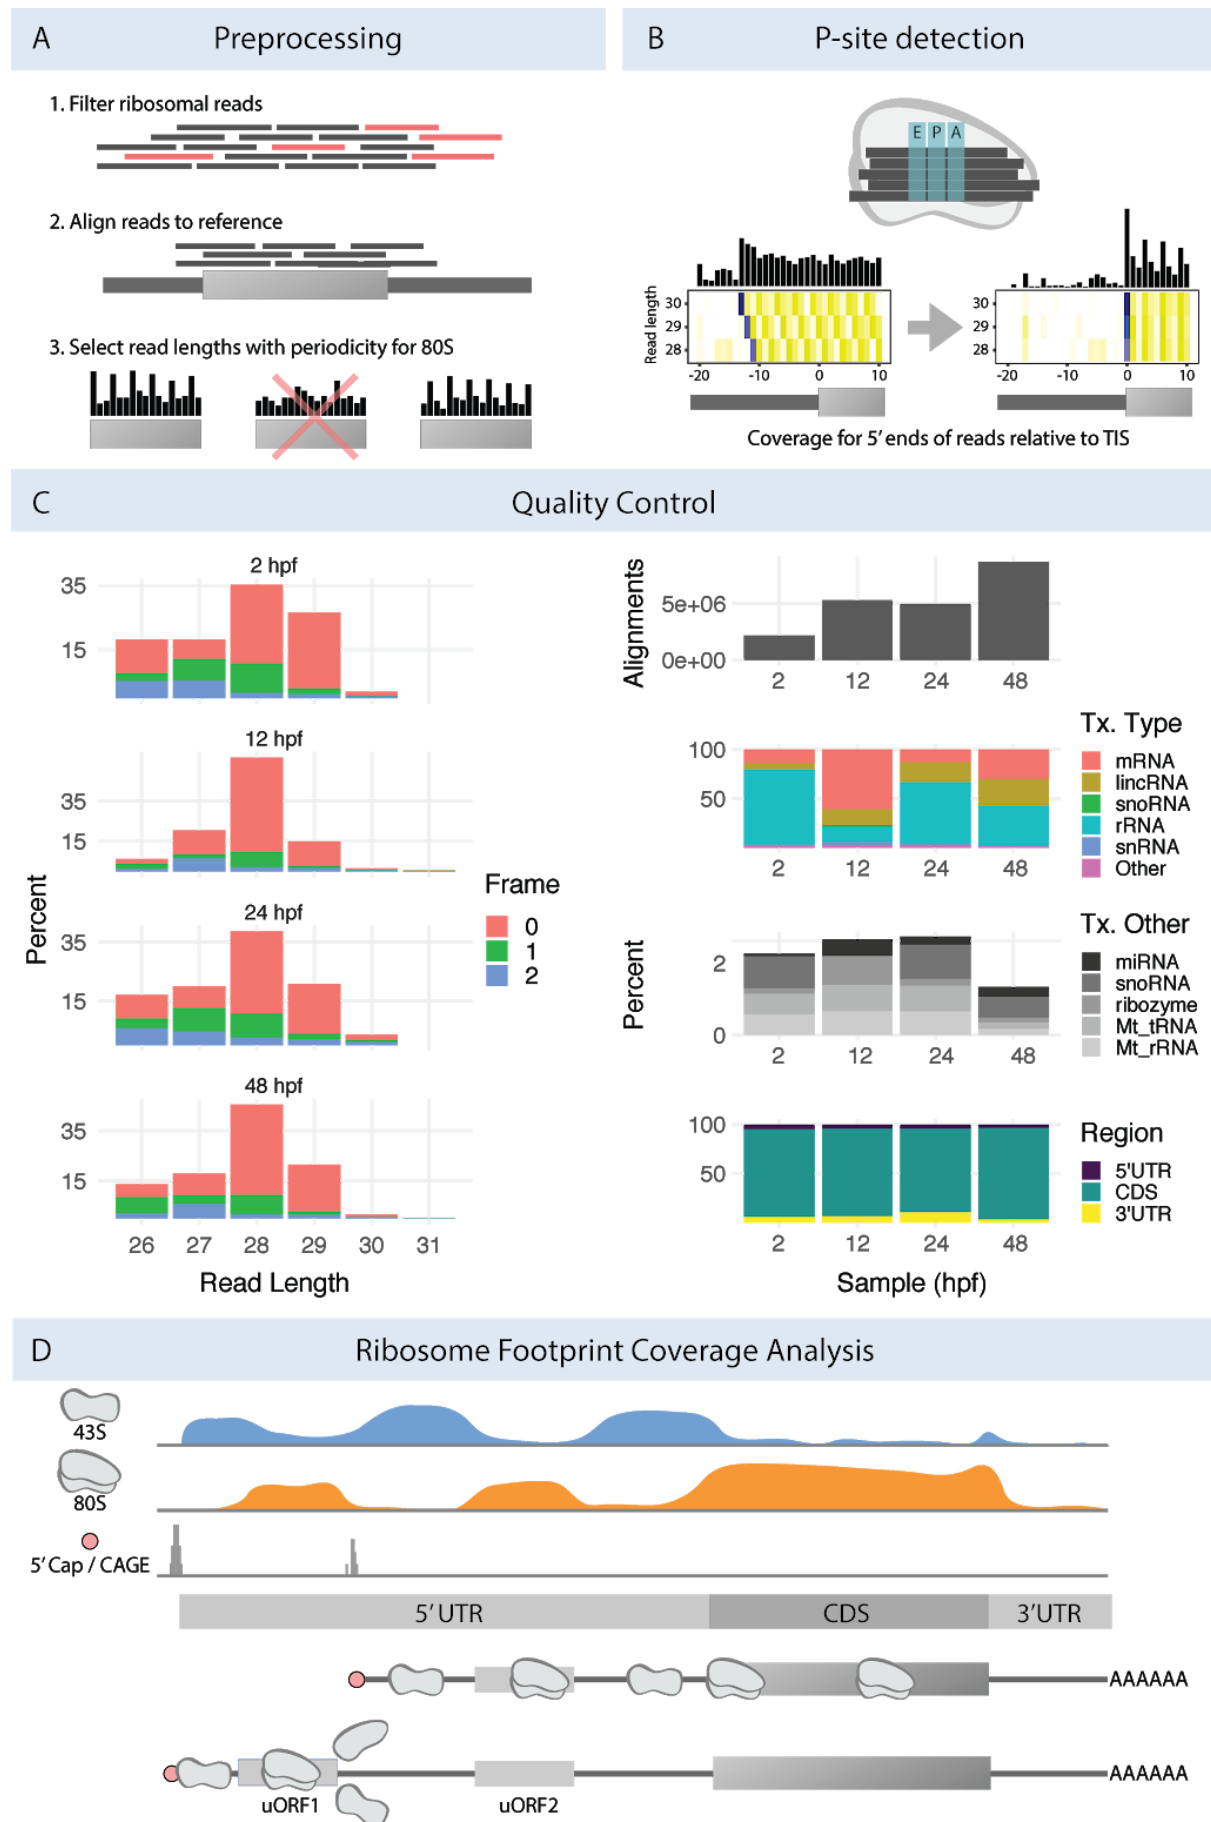 A Preprocessing
1. Filter ribosomal reads
2. Align reads to reference
3. Select read lengths with periodicity for 80S
B P-site detection
E P A
Read length
30
29
28
-20 -10 0 10
30
29
28
-20 -10 0 10
Coverage for 5' ends of reads relative to TIS
C Quality Control
Percent
2 hpf
35
15
12 hpf
35
15
24 hpf
35
15
48 hpf
35
15
26 27 28 29 30 31
Read Length
Frame
0
1
2
Alignments
5e+06
0e+00
2 12 24 48
100
50
2 12 24 48
Tx. Type
mRNA
lincRNA
snoRNA
rRNA
snRNA
Other
Percent
2
0
2 12 24 48
Tx. Other
miRNA
snoRNA
ribozyme
Mt_tRNA
Mt_rRNA
100
50
2 12 24 48
Sample (hpf)
Region
5'UTR
CDS
3'UTR
D Ribosome Footprint Coverage Analysis
43S
80S
5' Cap / CAGE
5' UTR CDS 3'UTR
AAAAAA
AAAAAA
uORF1 uORF2